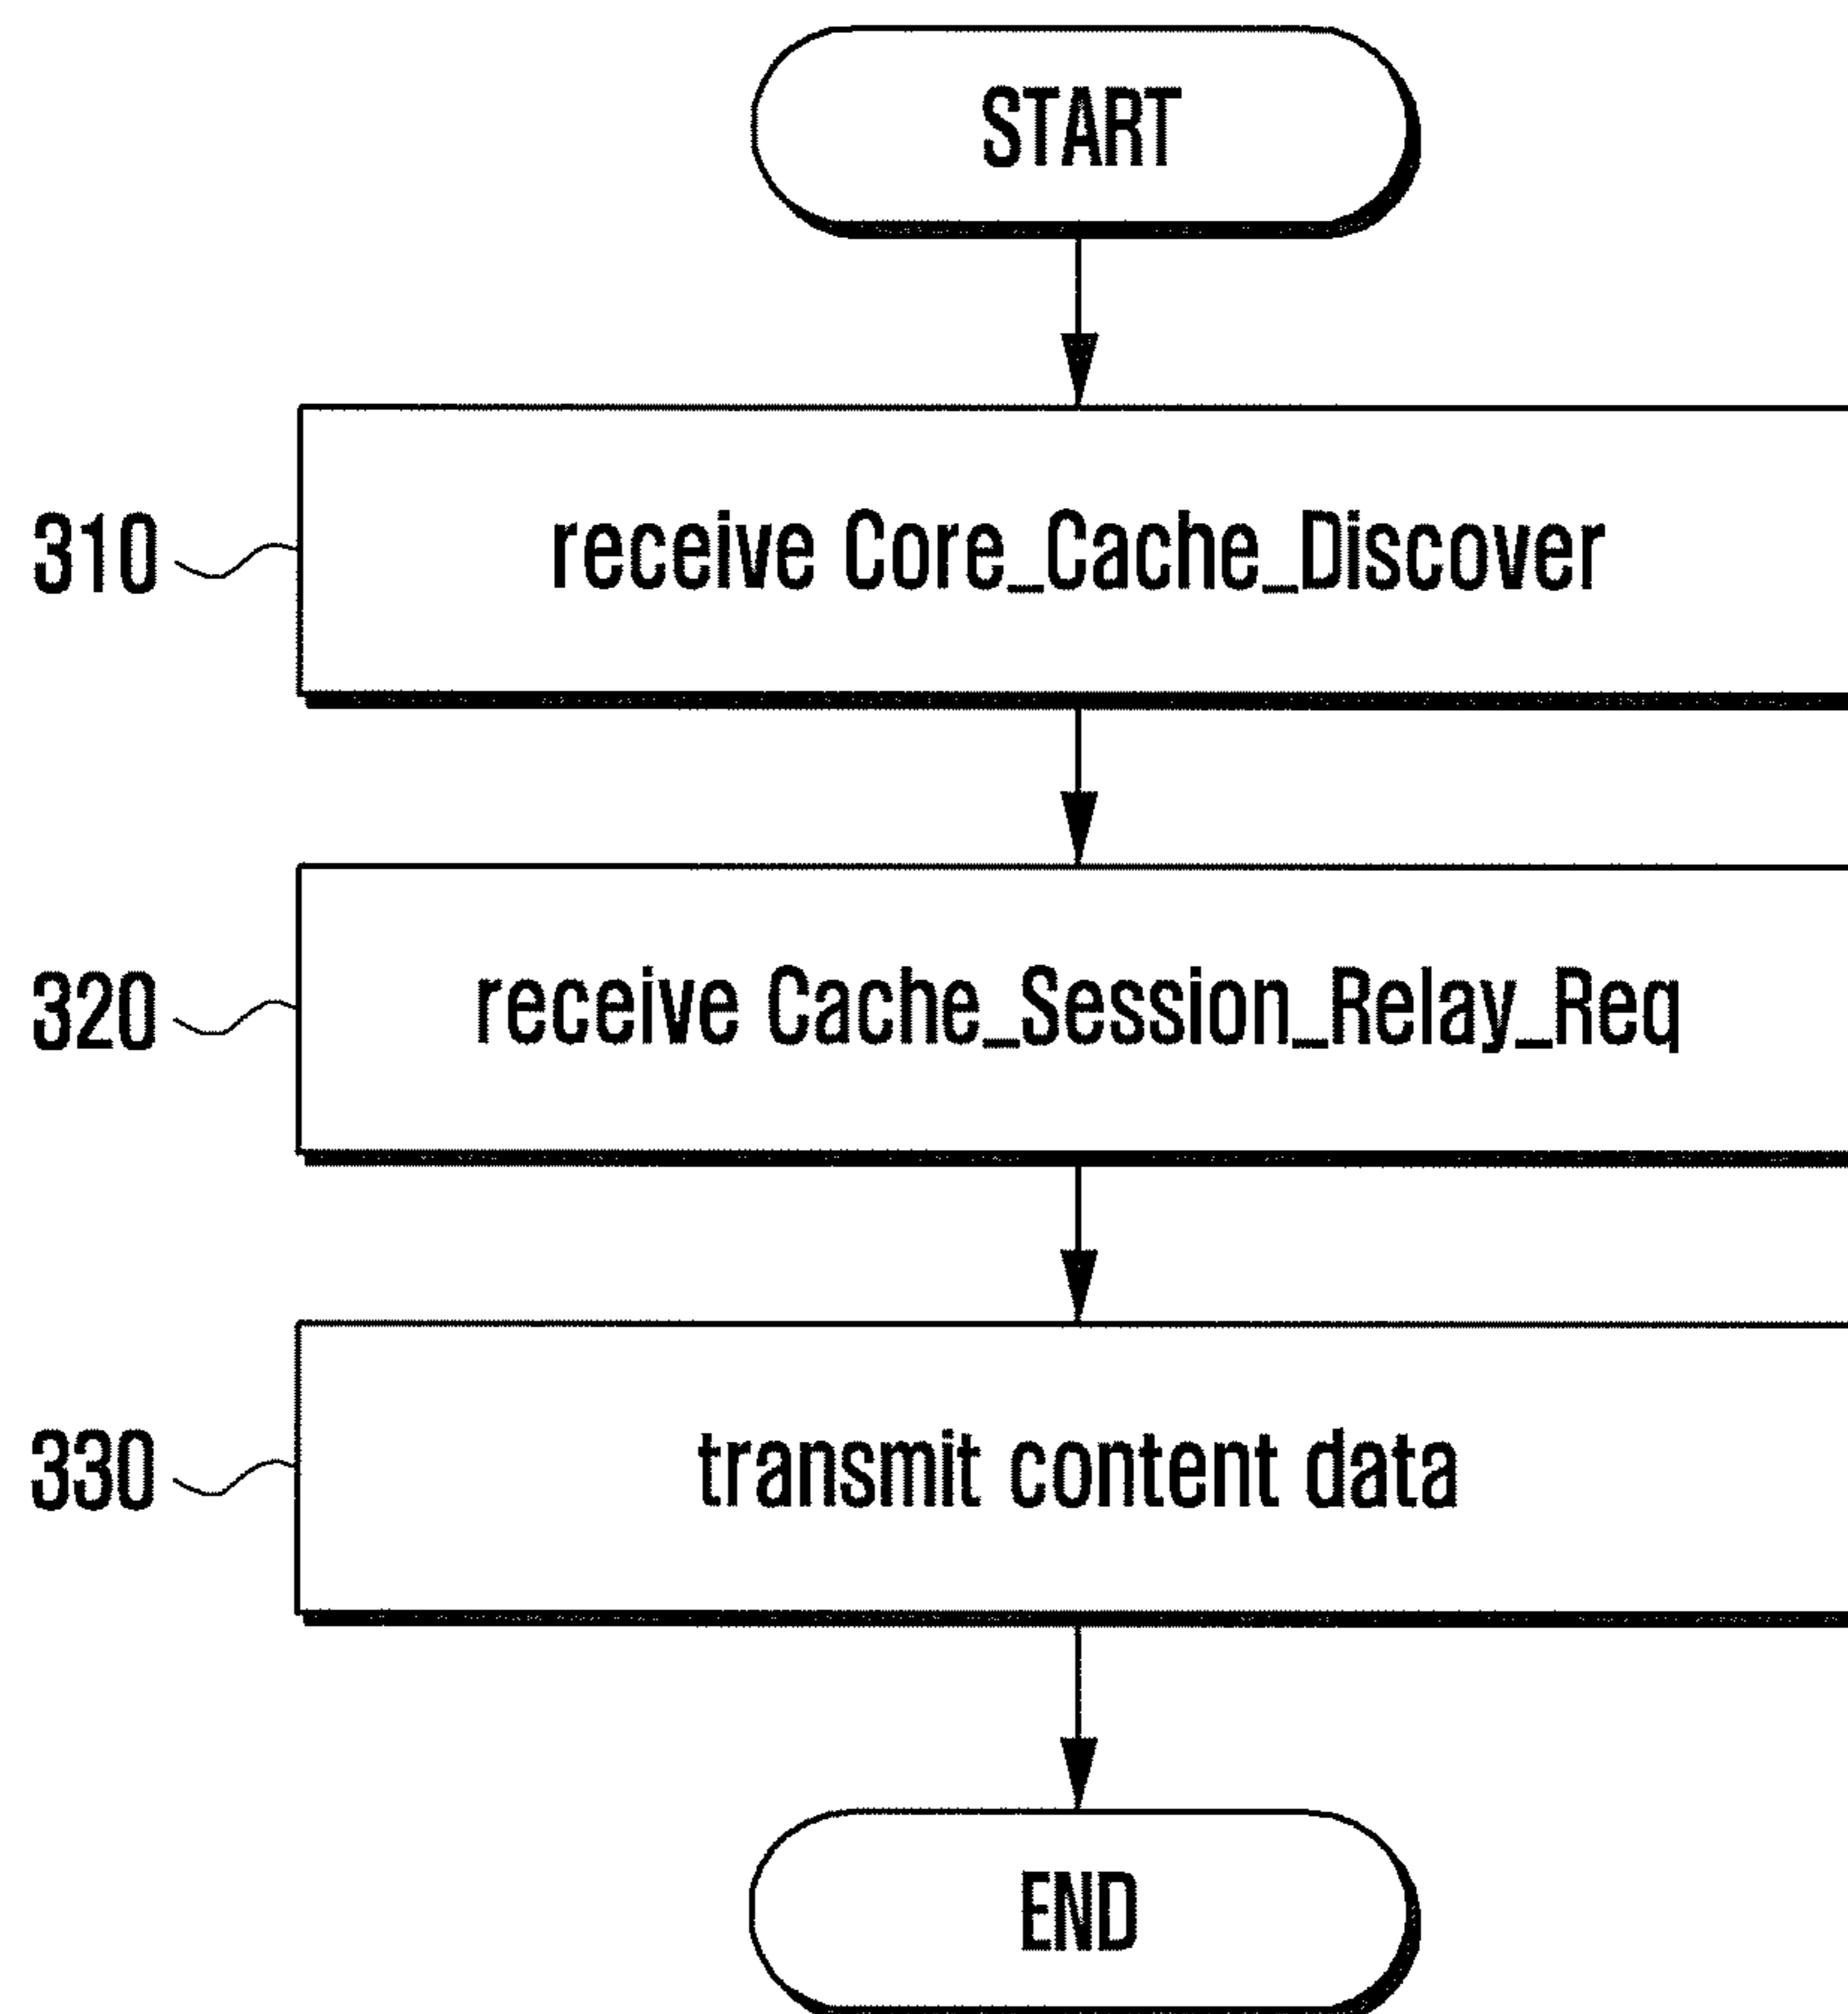 START
310
receive Core_Cache_Discover
320
receive Cache_Session_Relay_Req
330
transmit content data
END